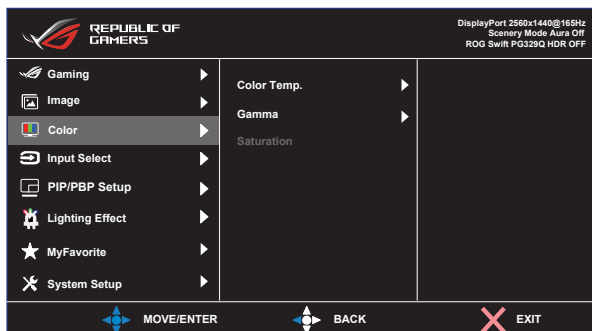 REPUBLIC OF
GAMERS
DisplayPort 2560x1440@165Hz
Scenery Mode Aura Off
ROG Swift PG329Q HDR OFF
Gaming
Image
Color
Input Select
PIP/PBP Setup
Lighting Effect
MyFavorite
System Setup
Color Temp.
Gamma
Saturation
MOVE/ENTER
BACK
EXIT